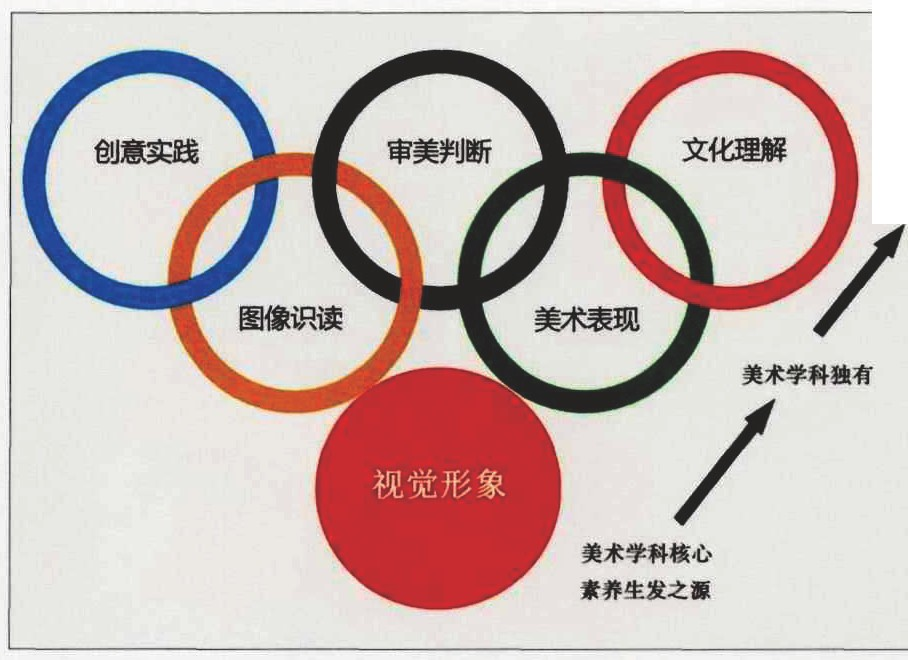 创意实践
审美判断
文化理解
图像识读
美术表现
美术学科独有
视觉形象
美术学科核心
素养生发之源